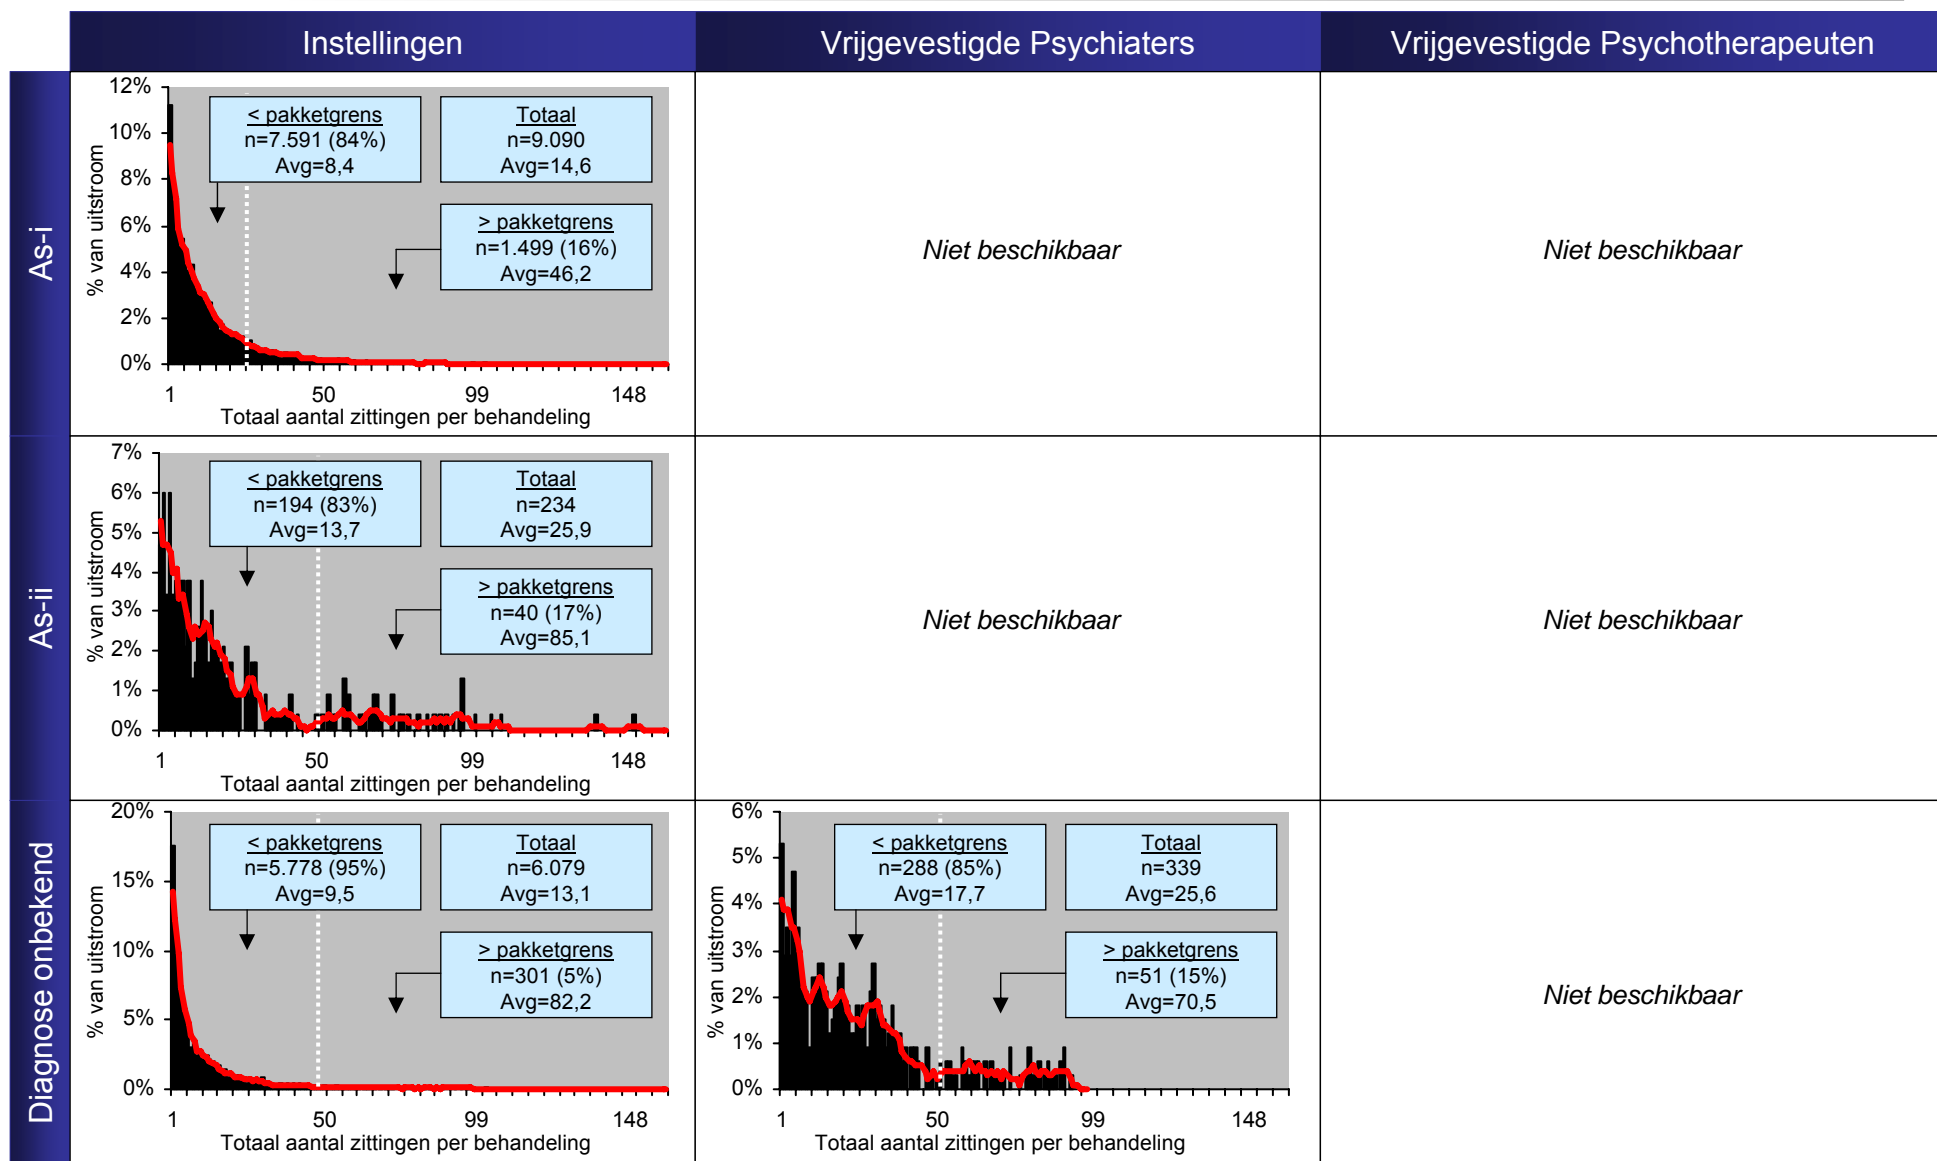 Instellingen
Vrijgevestigde Psychiaters
Vrijgevestigde Psychotherapeuten
As-i
% van uitstroom
12%
10%
8%
6%
4%
2%
0%
< pakketgrens
n=7.591 (84%)
Avg=8,4
Totaal
n=9.090
Avg=14,6
> pakketgrens
n=1.499 (16%)
Avg=46,2
1 50 99 148
Totaal aantal zittingen per behandeling
Niet beschikbaar
Niet beschikbaar
As-ii
% van uitstroom
7%
6%
5%
4%
3%
2%
1%
0%
< pakketgrens
n=194 (83%)
Avg=13,7
Totaal
n=234
Avg=25,9
> pakketgrens
n=40 (17%)
Avg=85,1
1 50 99 148
Totaal aantal zittingen per behandeling
Niet beschikbaar
Niet beschikbaar
Diagnose onbekend
% van uitstroom
20%
15%
10%
5%
0%
< pakketgrens
n=5.778 (95%)
Avg=9,5
Totaal
n=6.079
Avg=13,1
> pakketgrens
n=301 (5%)
Avg=82,2
1 50 99 148
Totaal aantal zittingen per behandeling
% van uitstroom
6%
5%
4%
3%
2%
1%
0%
< pakketgrens
n=288 (85%)
Avg=17,7
Totaal
n=339
Avg=25,6
> pakketgrens
n=51 (15%)
Avg=70,5
1 50 99 148
Totaal aantal zittingen per behandeling
Niet beschikbaar